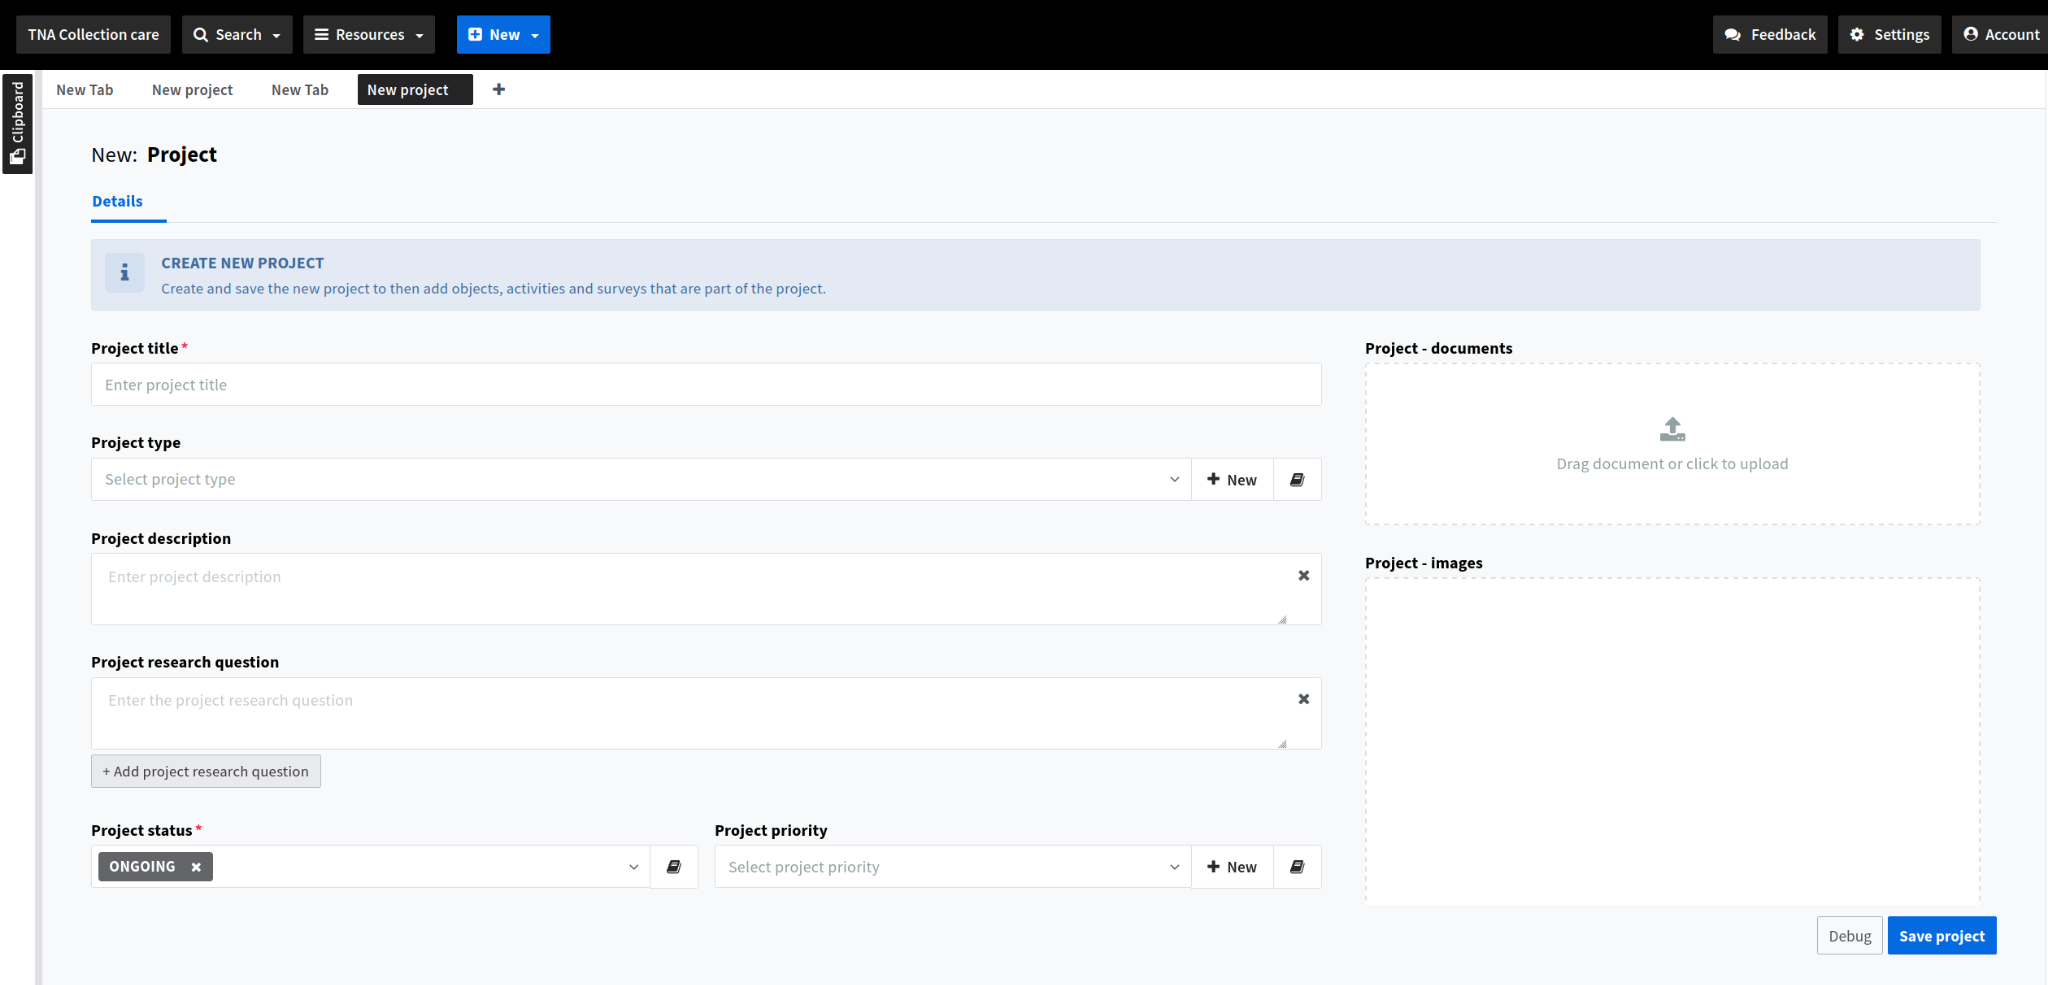 TNA Collection care
Search
Resources
New
Feedback
Settings
Account
Clipboard
New Tab
New project
New Tab
New project
New: Project
Details
CREATE NEW PROJECT
Create and save the new project to then add objects, activities and surveys that are part of the project.
Project title*
Enter project title
Project type
Select project type
New
Project description
Enter project description
Project research question
Enter the project research question
+ Add project research question
Project status*
ONGOING
Project priority
Select project priority
New
Project - documents
Drag document or click to upload
Project - images
Debug
Save project